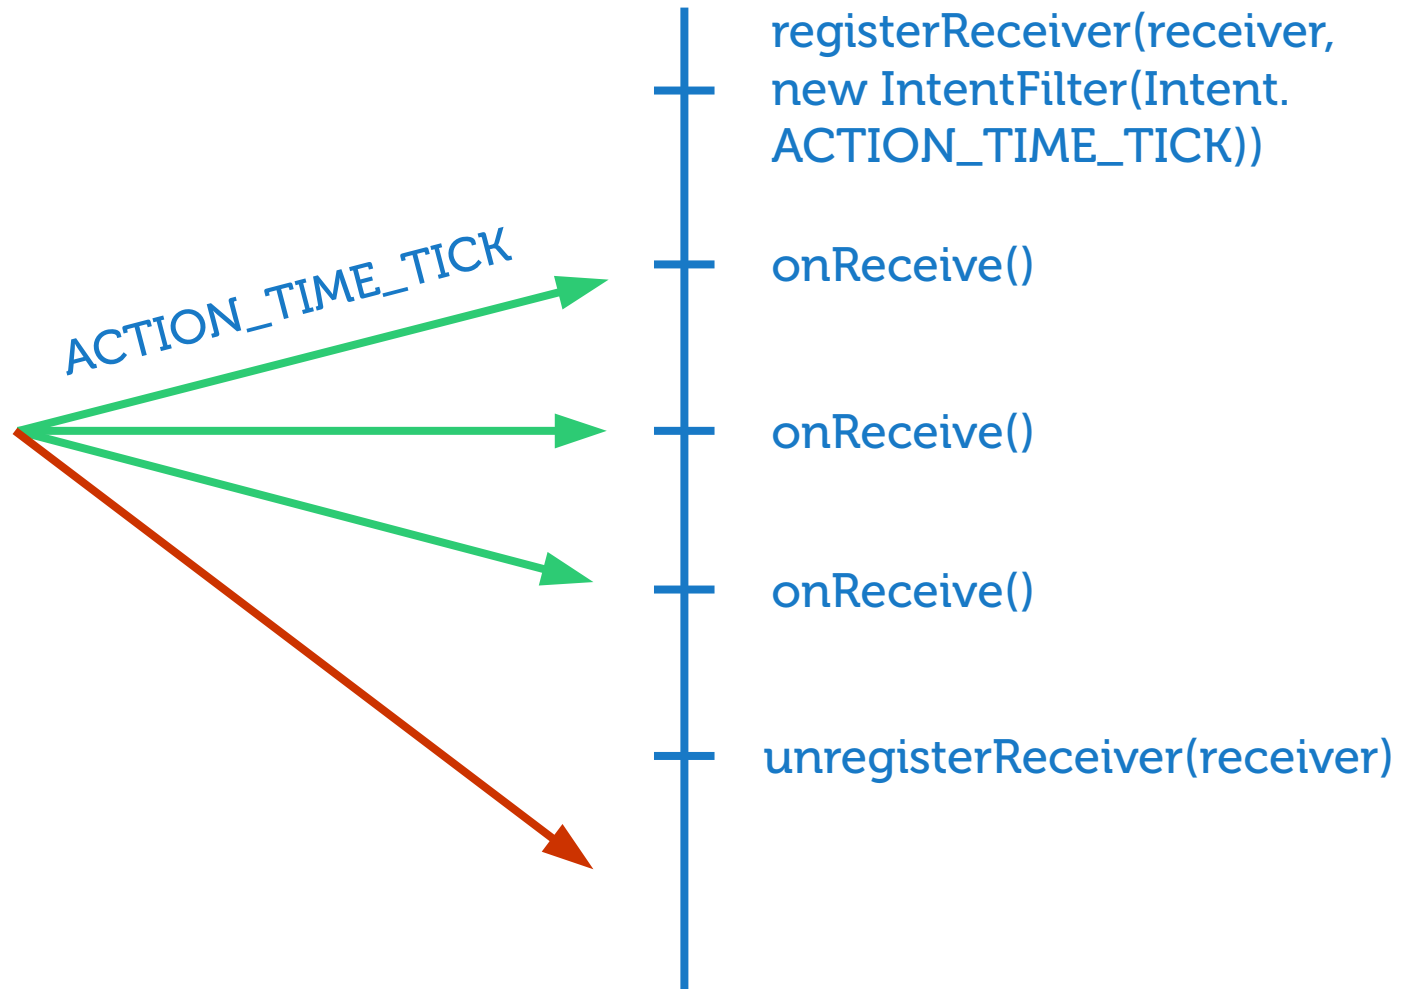 registerReceiver(receiver,
new IntentFilter(Intent.
ACTION_TIME_TICK))
ACTION_TIME_TICK
onReceive()
onReceive()
onReceive()
unregisterReceiver(receiver)